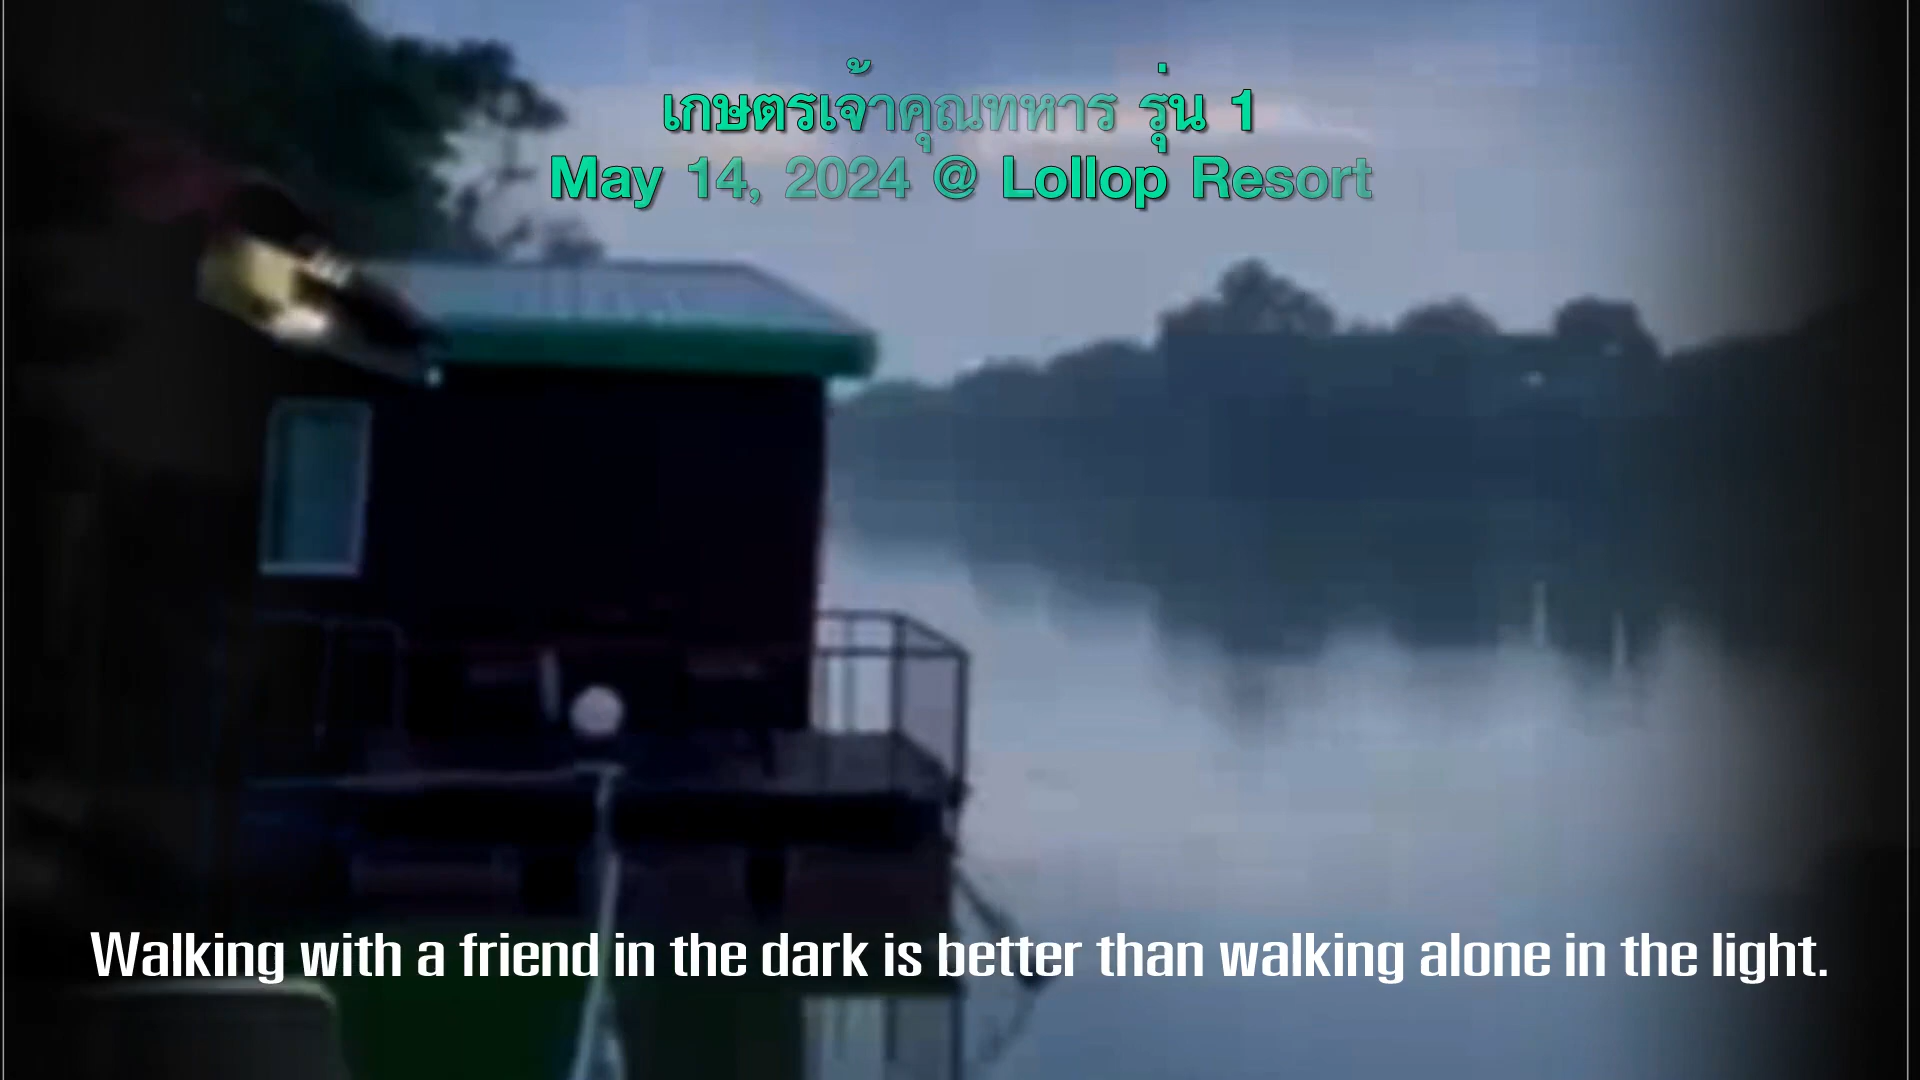 เกษตรเจ้าคุณทหาร รุ่น 1
May 14, 2024 @ Lollop Resort
Walking with a friend in the dark is better than walking alone in the light.